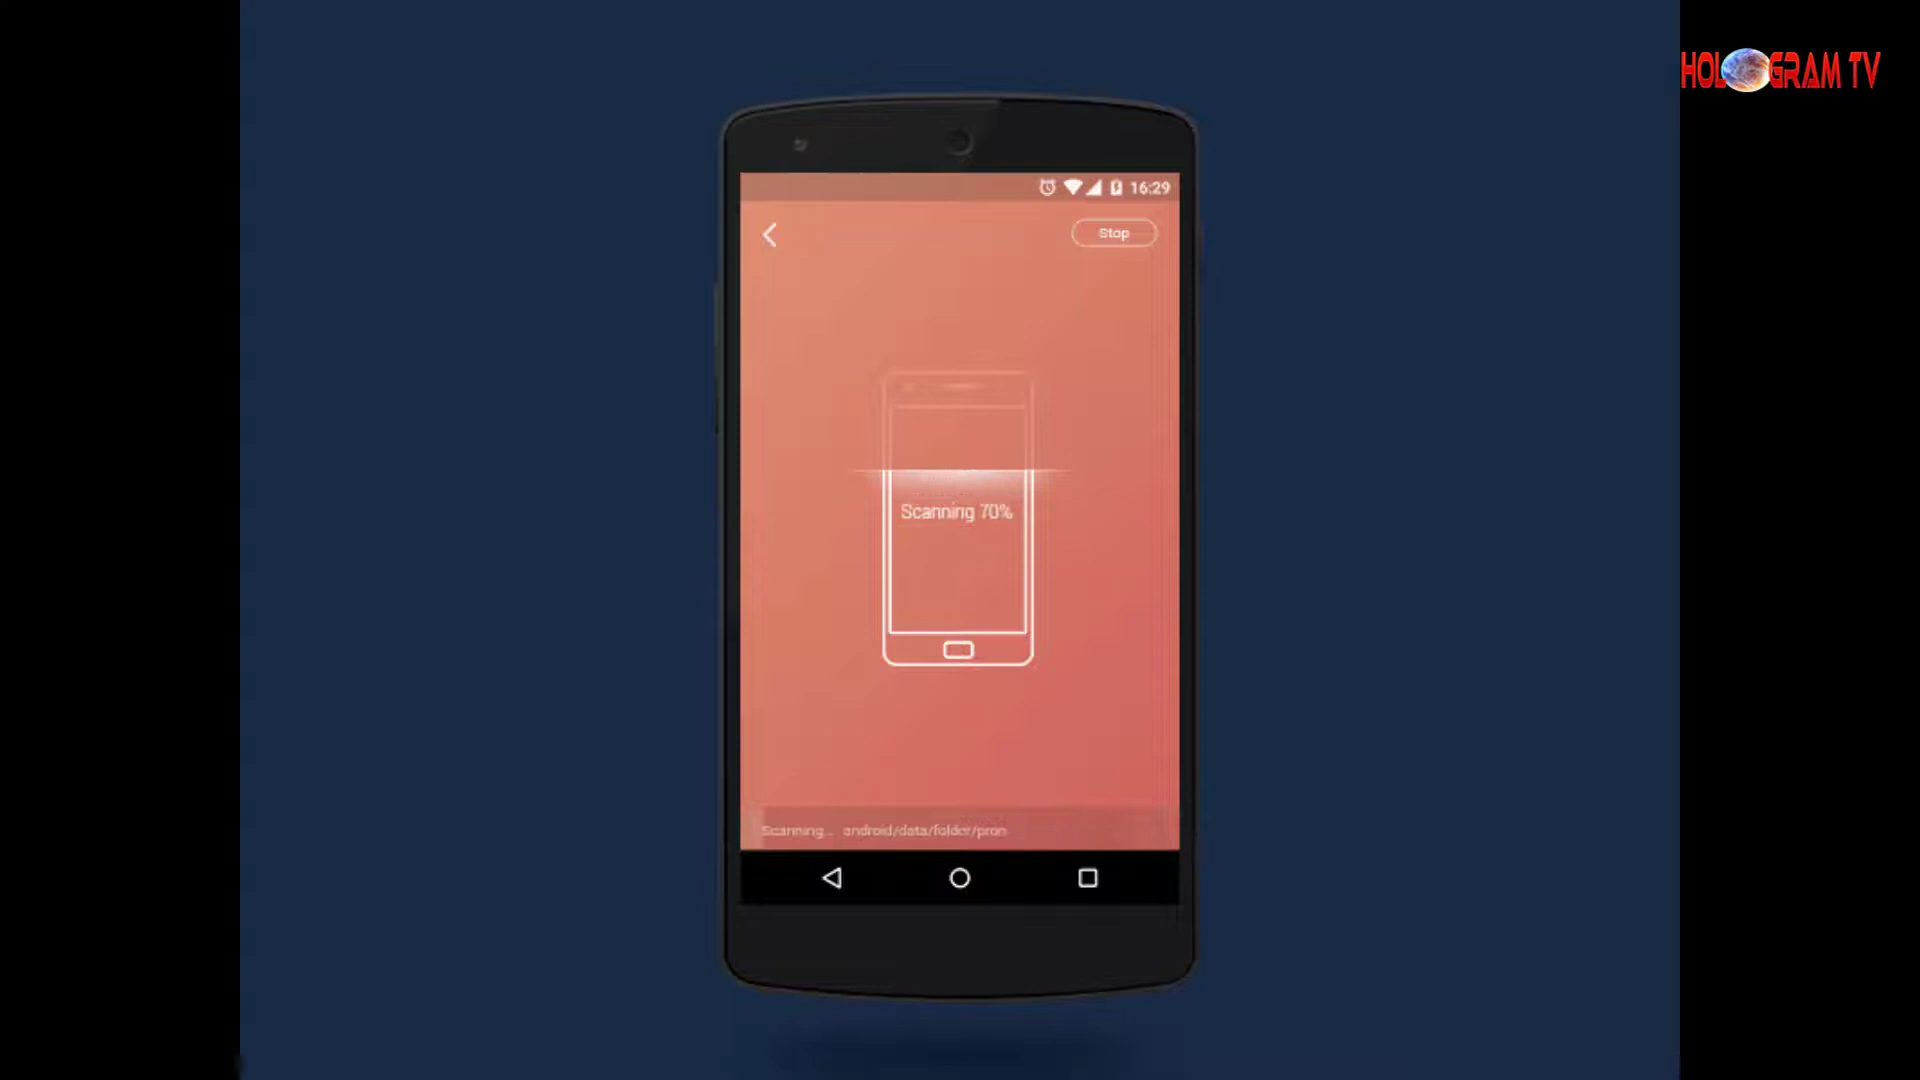 HOLOGRAM TV
16:29
Stop
Scanning 70%
Scanning... android/data/folder/pron